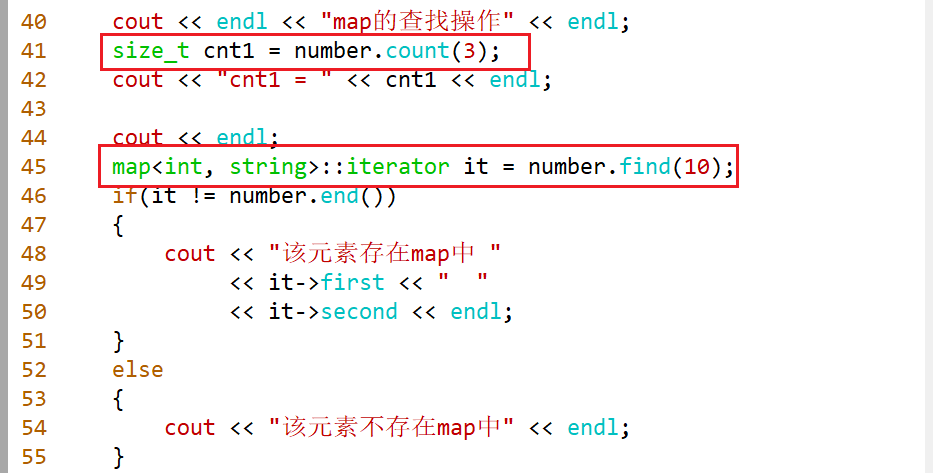 40 cout << endl << "map的查找操作" << endl;
41 size_t cnt1 = number.count(3);
42 cout << "cnt1 = " << cnt1 << endl;
43
44 cout << endl;
45 map<int, string>::iterator it = number.find(10);
46 if(it != number.end())
47 {
48 cout << "该元素存在map中 "
49 << it->first << "  "
50 << it->second << endl;
51 }
52 else
53 {
54 cout << "该元素不存在map中" << endl;
55 }